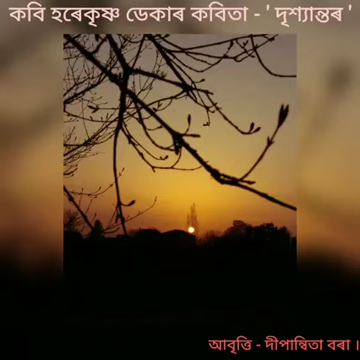 কবি হৰেকৃষ্ণ ডেকাৰ কবিতা - ' দৃশ্যান্তৰ '
আবৃত্তি - দীপান্বিতা বৰা ।